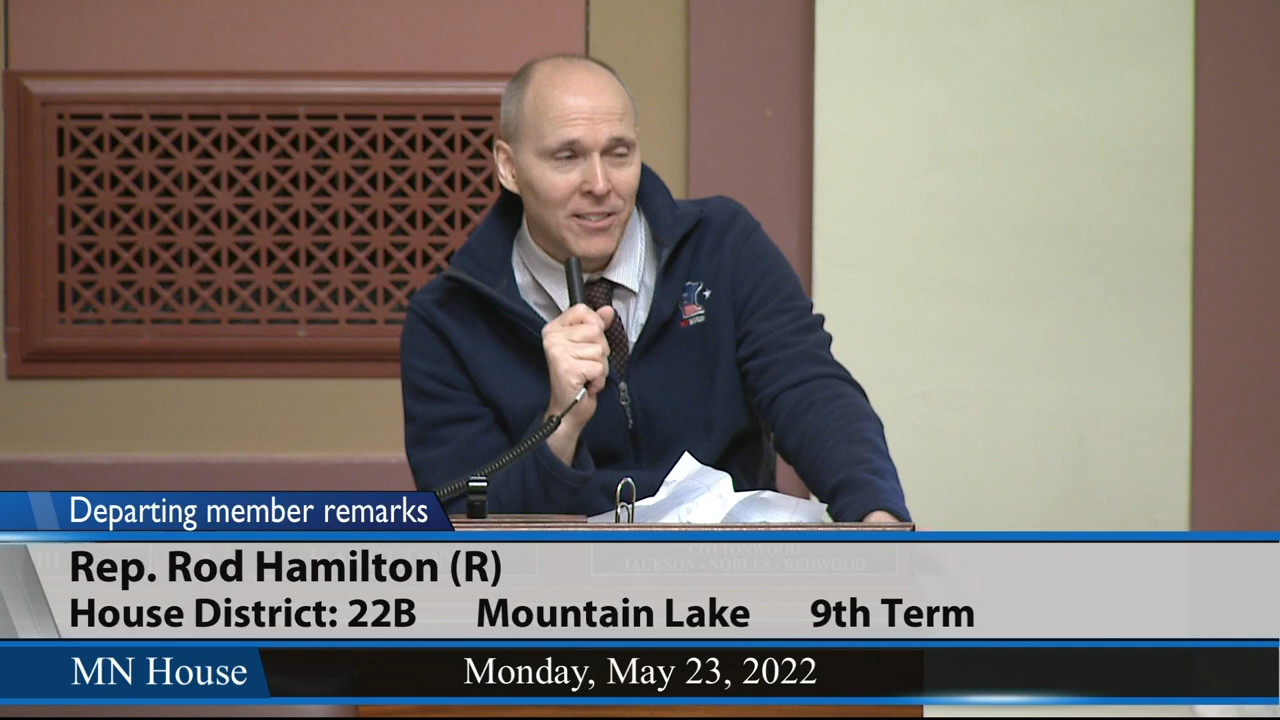 Departing member remarks
Rep. Rod Hamilton (R)
COTTONWOOD
JACKSON - NOBLES - REDWOOD
House District: 22B Mountain Lake 9th Term
MN House Monday, May 23, 2022